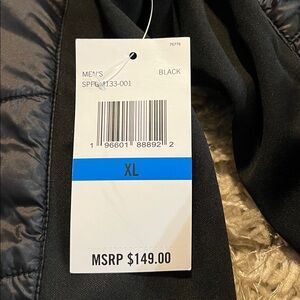 MEN'S BLACK
1 96601 88892 2
XL
MSRP $149.00